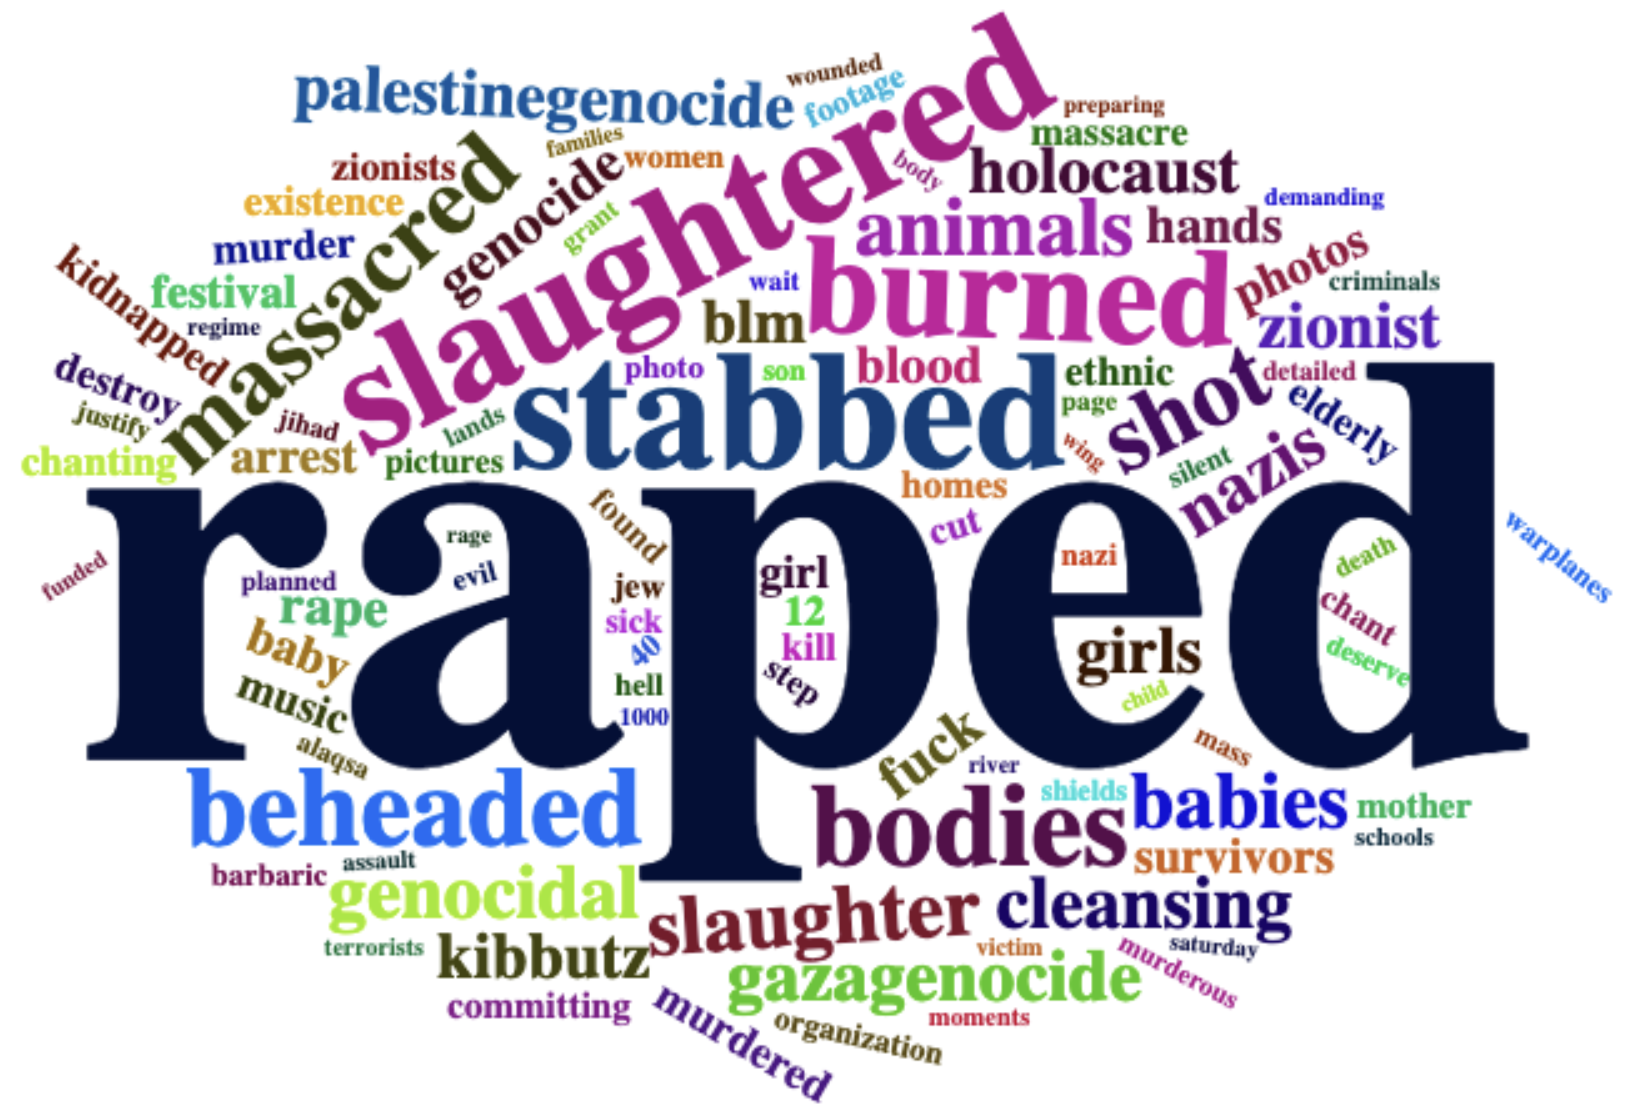 wounded
palestinegenocide
footage
slaughtered
preparing
families
massacre
zionists
massacred
genocide
women
body
holocaust
existence
grant
demanding
murder
animals
hands
kidnapped
festival
wait
burned
photos
criminals
regime
blm
zionist
destroy
photo
son
blood
ethnic
shot
detailed
justify
jihad
lands
stabbed
page
elderly
chanting
arrest
pictures
wing
silent
nazis
homes
raped
found
cut
rage
nazi
death
warplanes
funded
planned
evil
jew
girl
rape
sick
12
chant
baby
40
kill
girls
deserve
music
hell
step
child
1000
alaqsa
fuck
mass
river
beheaded
bodies
shields
babies
mother
schools
barbaric
assault
survivors
genocidal
slaughter
cleansing
terrorists
kibbutz
victim
murderous
saturday
gazagenocide
committing
murdered
organization
moments